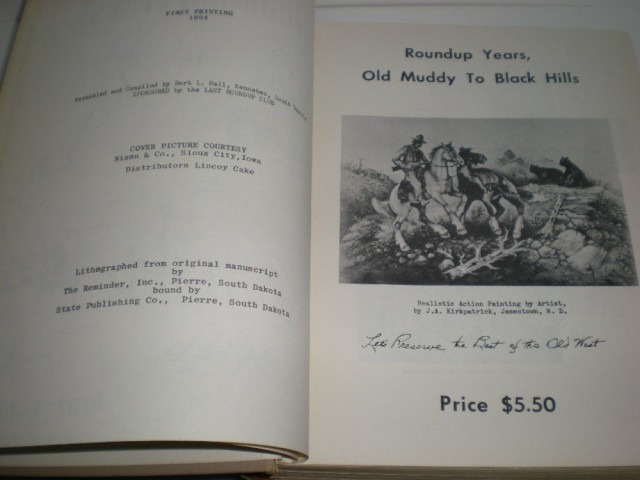 FIRST PRINTING
1954
Assembled and Compiled by Bert L. Hall, Kennebec, South Dakota
SPONSORED by the LAST ROUNDUP CLUB
COVER PICTURE COURTESY
Nixon & Co., Sioux City, Iowa
Distributors Lincoy Cake
Lithographed from original manuscript
by
The Reminder, Inc., Pierre, South Dakota
bound by
State Publishing Co., Pierre, South Dakota
Roundup Years,
Old Muddy To Black Hills
Realistic Action Painting by Artist,
by J.A. Kirkpatrick, Jamestown, N. D.
Lets Preserve the Best of the Old West
Price $5.50